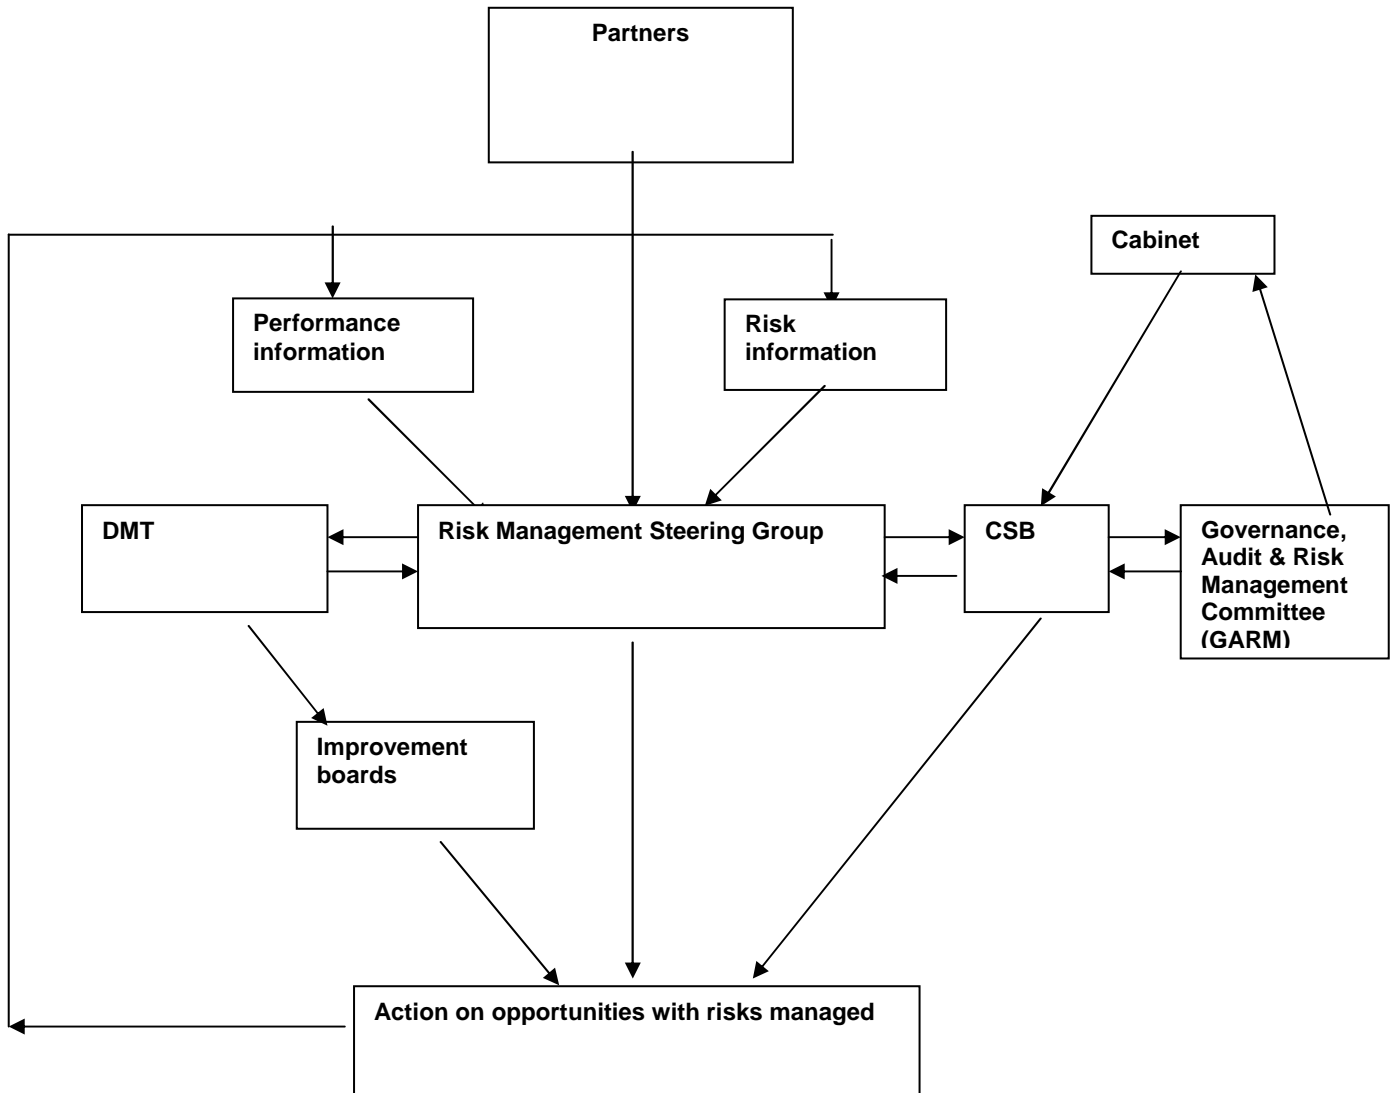 Partners
Cabinet
Performance
information
Risk
information
DMT
Risk Management Steering Group
CSB
Governance,
Audit & Risk
Management
Committee
(GARM)
Improvement
boards
Action on opportunities with risks managed